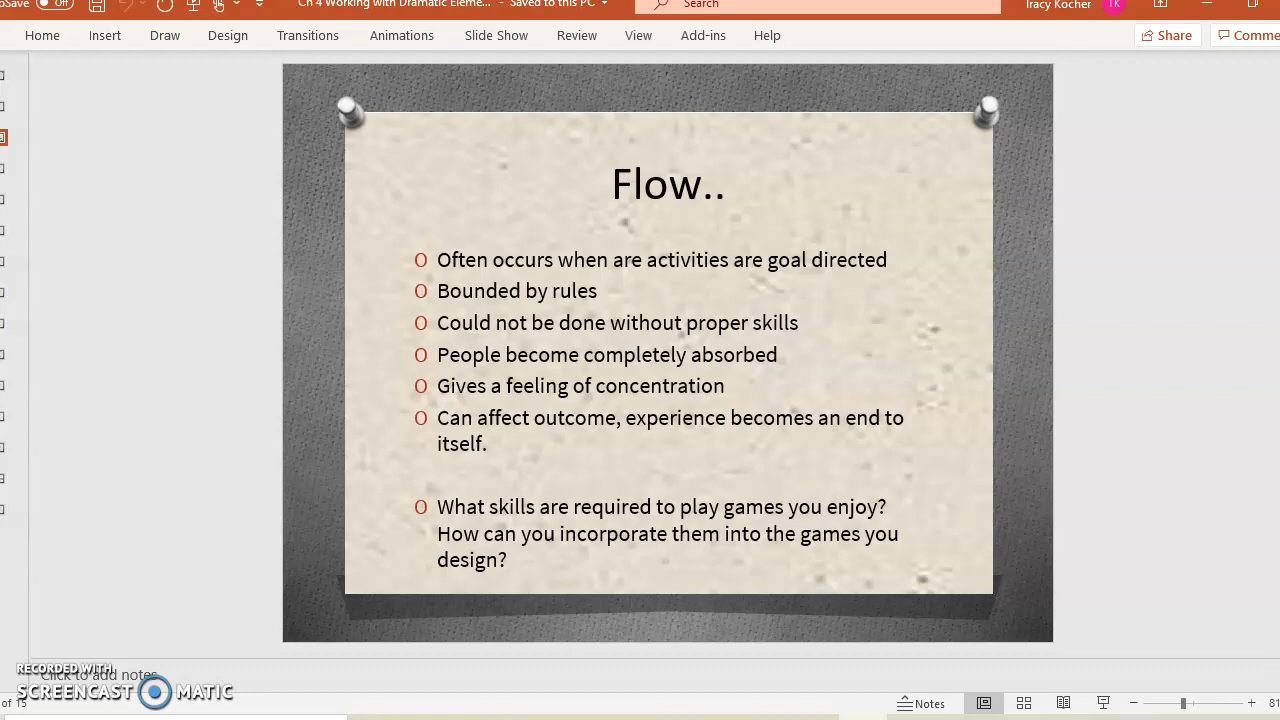 Ch 4 Working with Dramatic Eleme... - Saved to this PC
Off
Search
Tracy Kocher
TK
Home Insert Draw Design Transitions Animations Slide Show Review View Add-ins Help
Share
Flow..
O Often occurs when are activities are goal directed
O Bounded by rules
O Could not be done without proper skills
O People become completely absorbed
O Gives a feeling of concentration
O Can affect outcome, experience becomes an end to
itself.
O What skills are required to play games you enjoy?
How can you incorporate them into the games you
design?
Click to add notes
RECORDED WITH
SCREENCAST MATIC
of 15
Notes